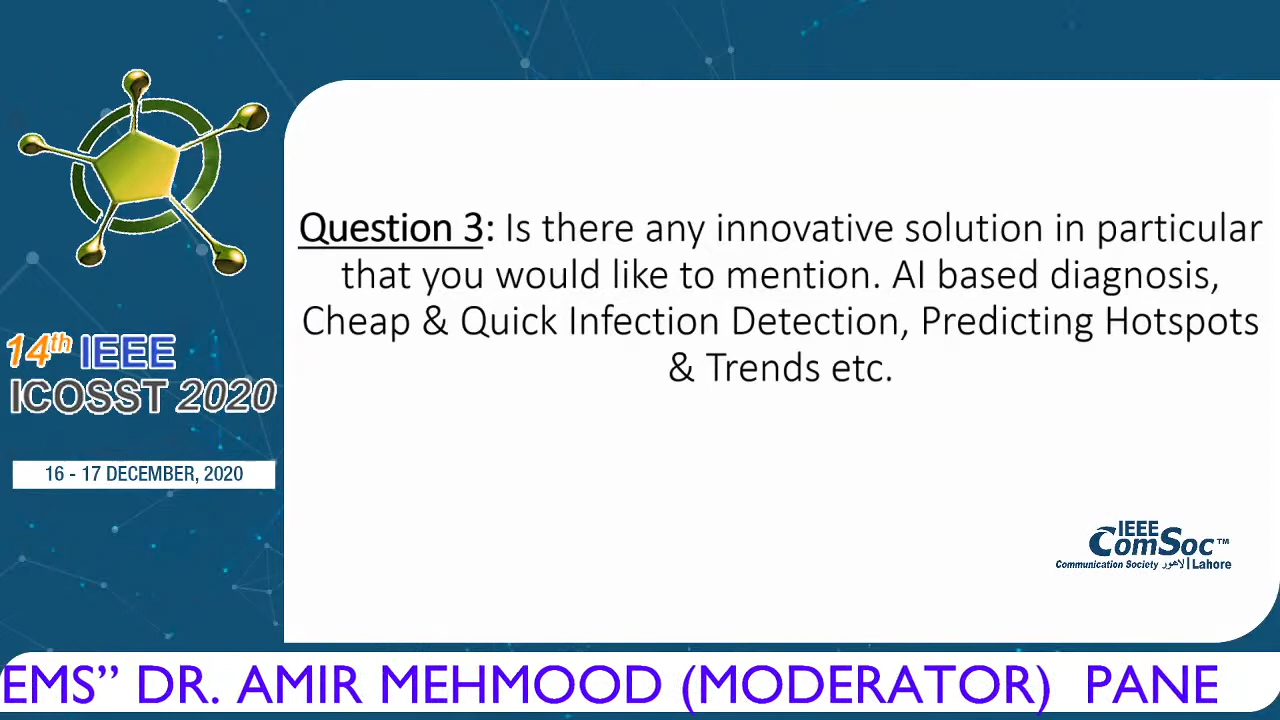 Question 3: Is there any innovative solution in particular
that you would like to mention. AI based diagnosis,
Cheap & Quick Infection Detection, Predicting Hotspots
& Trends etc.
14th IEEE
ICOSST 2020
16 - 17 DECEMBER, 2020
IEEE
ComSoc™
Communication Society لاہور | Lahore
EMS” DR. AMIR MEHMOOD (MODERATOR) PANE